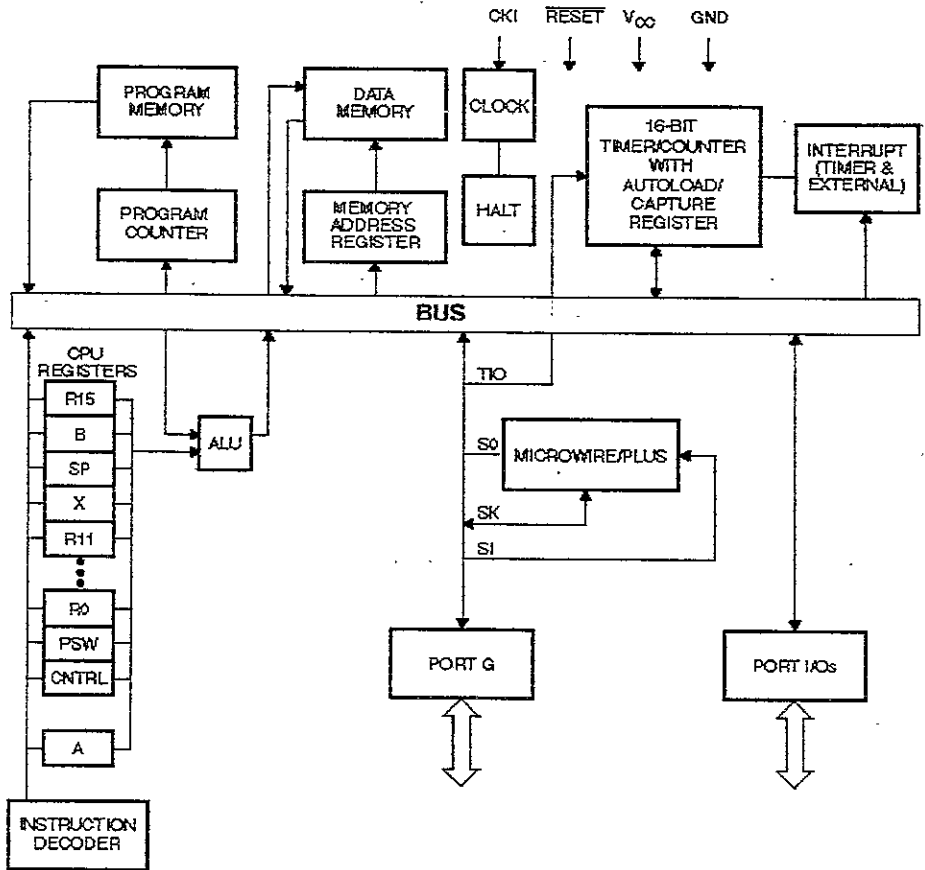 CKI
RESET
VCC
GND
PROGRAM
MEMORY
DATA
MEMORY
CLOCK
16-BIT
TIMER/COUNTER
WITH
AUTOLOAD/
CAPTURE
REGISTER
INTERRUPT
(TIMER &
EXTERNAL)
PROGRAM
COUNTER
MEMORY
ADDRESS
REGISTER
HALT
BUS
CPU
REGISTERS
R15
B
SP
X
R11
R0
PSW
CNTRL
A
INSTRUCTION
DECODER
ALU
TIO
S0
MICROWIRE/PLUS
SK
SI
PORT G
PORT I/Os